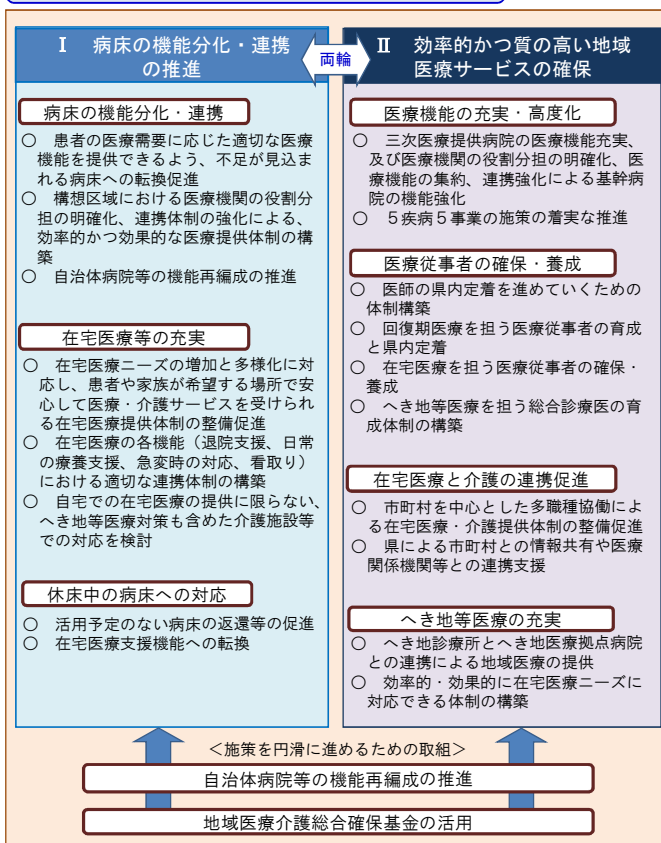 Ⅰ　病床の機能分化・連携
の推進
両輪
Ⅱ　効率的かつ質の高い地域
医療サービスの確保
病床の機能分化・連携
○　患者の医療需要に応じた適切な医療
機能を提供できるよう、不足が見込ま
れる病床への転換促進
○　構想区域における医療機関の役割分
担の明確化、連携体制の強化による、
効率的かつ効果的な医療提供体制の構
築
○　自治体病院等の機能再編成の推進
在宅医療等の充実
○　在宅医療ニーズの増加と多様化に対
応し、患者や家族が希望する場所で安
心して医療・介護サービスを受けられ
る在宅医療提供体制の整備促進
○　在宅医療の各機能（退院支援、日常
の療養支援、急変時の対応、看取り）
における適切な連携体制の構築
○　自宅での在宅医療の提供に限らない、
へき地等医療対策も含めた介護施設等
での対応を検討
休床中の病床への対応
○　活用予定のない病床の返還等の促進
○　在宅医療支援機能への転換
医療機能の充実・高度化
○　三次医療提供病院の医療機能充実、
及び医療機関の役割分担の明確化、医
療機能の集約、連携強化による基幹病
院の機能強化
○　５疾病５事業の施策の着実な推進
医療従事者の確保・養成
○　医師の県内定着を進めていくための
体制構築
○　回復期医療を担う医療従事者の育成
と県内定着
○　在宅医療を担う医療従事者の確保・
養成
○　へき地等医療を担う総合診療医の育
成体制の構築
在宅医療と介護の連携促進
○　市町村を中心とした多職種協働によ
る在宅医療・介護提供体制の整備促進
○　県による市町村との情報共有や医療
関係機関等との連携支援
へき地等医療の充実
○　へき地診療所とへき地医療拠点病院
との連携による地域医療の提供
○　効率的・効果的に在宅医療ニーズに
対応できる体制の構築
＜施策を円滑に進めるための取組＞
自治体病院等の機能再編成の推進
地域医療介護総合確保基金の活用